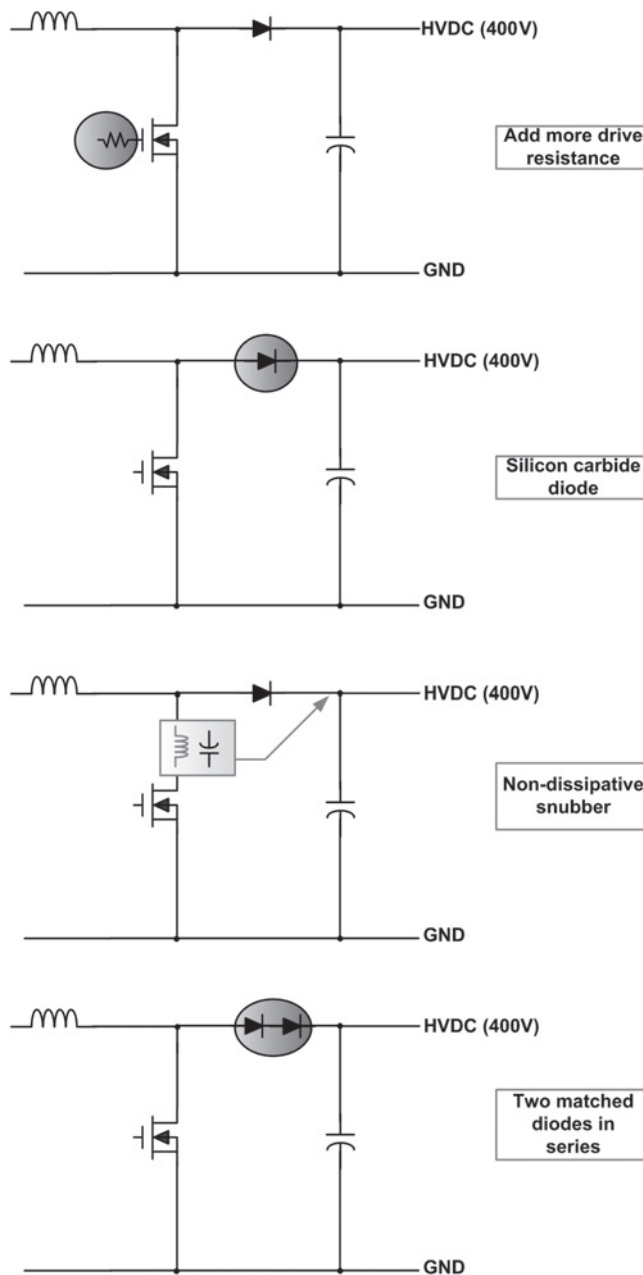 HVDC (400V)
Add more drive
resistance
GND
HVDC (400V)
Silicon carbide
diode
GND
HVDC (400V)
Non-dissipative
snubber
GND
HVDC (400V)
Two matched
diodes in
series
GND